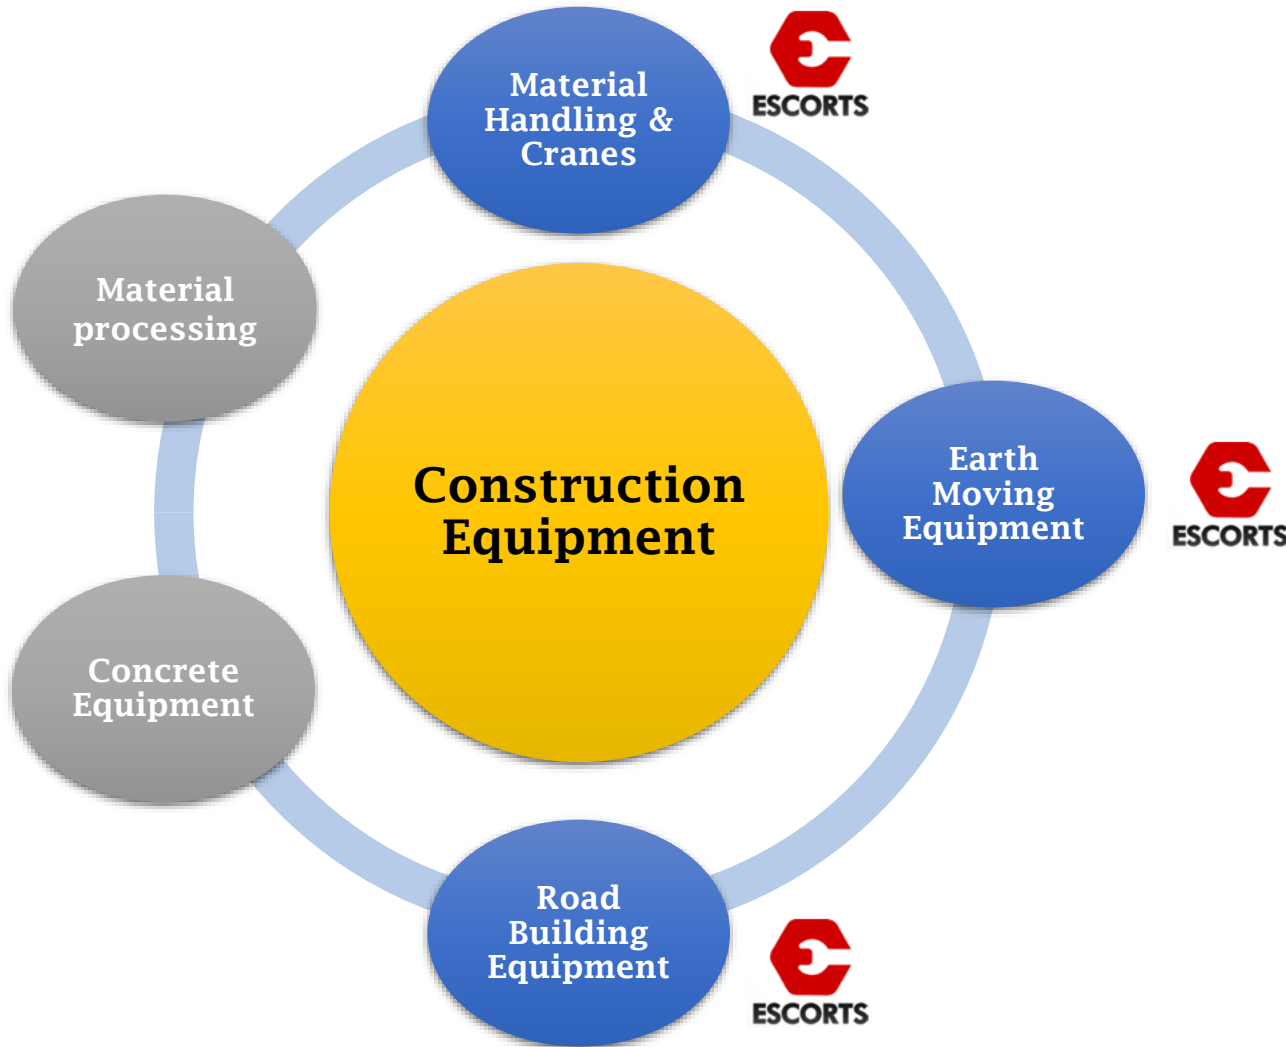 Material
Handling &
Cranes
ESCORTS
Material
processing
Construction
Equipment
Earth
Moving
Equipment
ESCORTS
Concrete
Equipment
Road
Building
Equipment
ESCORTS